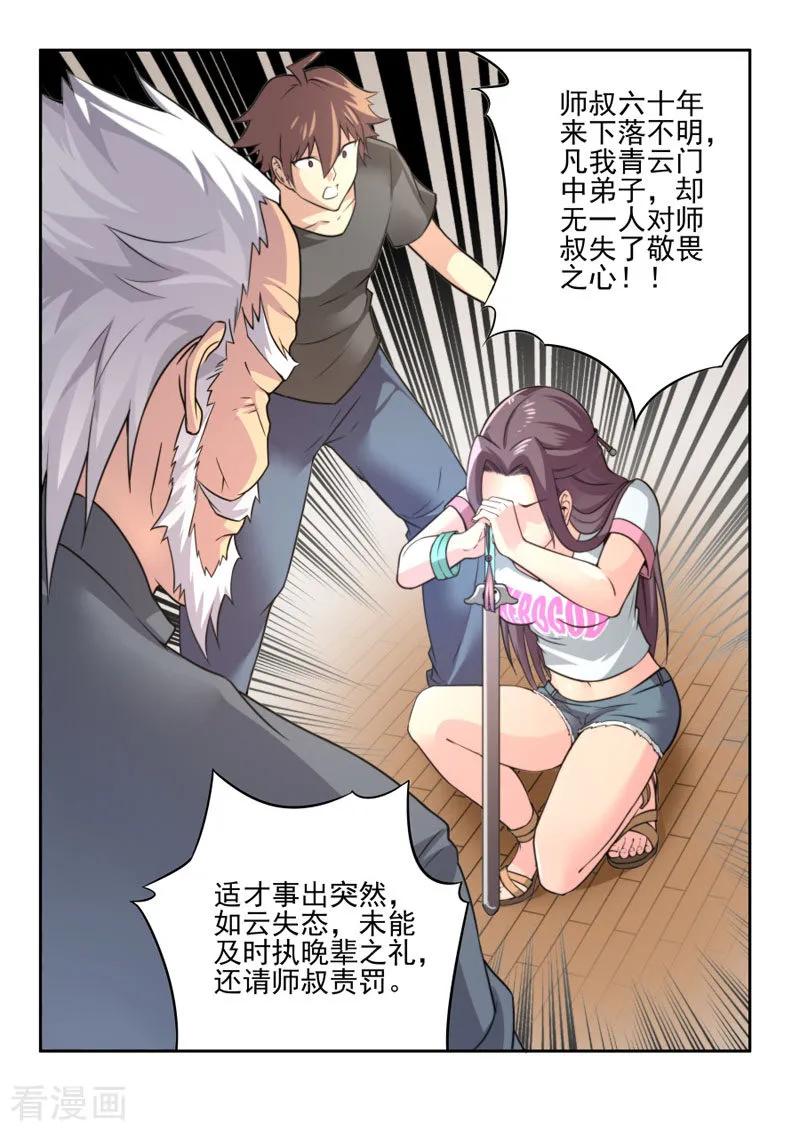 师叔六十年
来下落不明，
凡我青云门
中弟子，却
无一人对师
叔失了敬畏
之心！！
EROGOD
适才事出突然，
如云失态，未能
及时执晚辈之礼，
还请师叔责罚。
看漫画